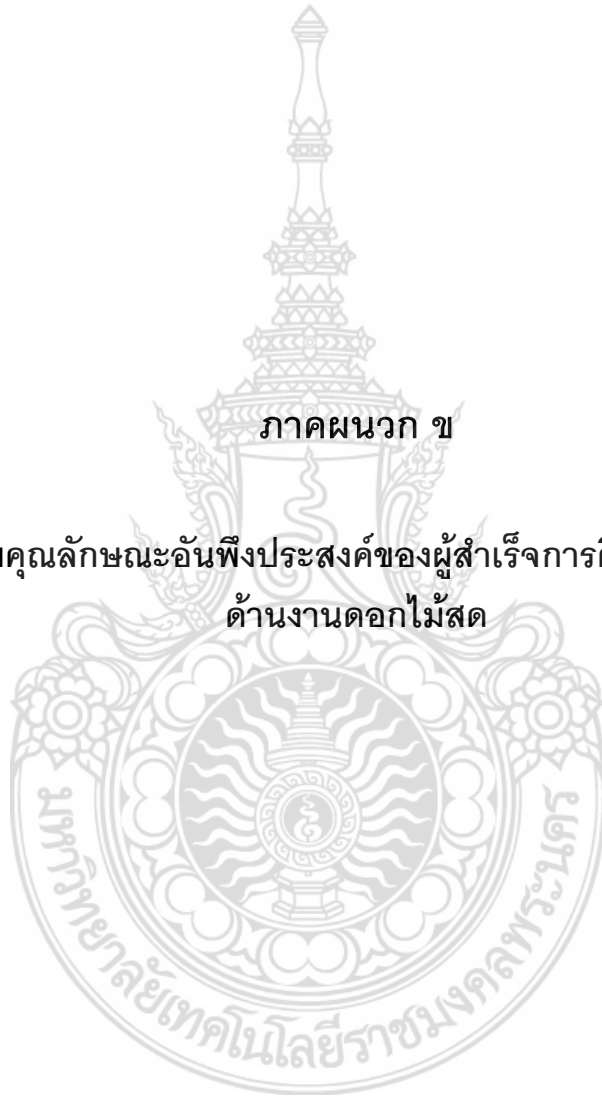 ภาคผนวก ข
คุณลักษณะอันพึงประสงค์ของผู้สำเร็จการ
ด้านงานดอกไม้สด
มหาวิทยาลัยเทคโนโลยีราชมงคลพระนคร